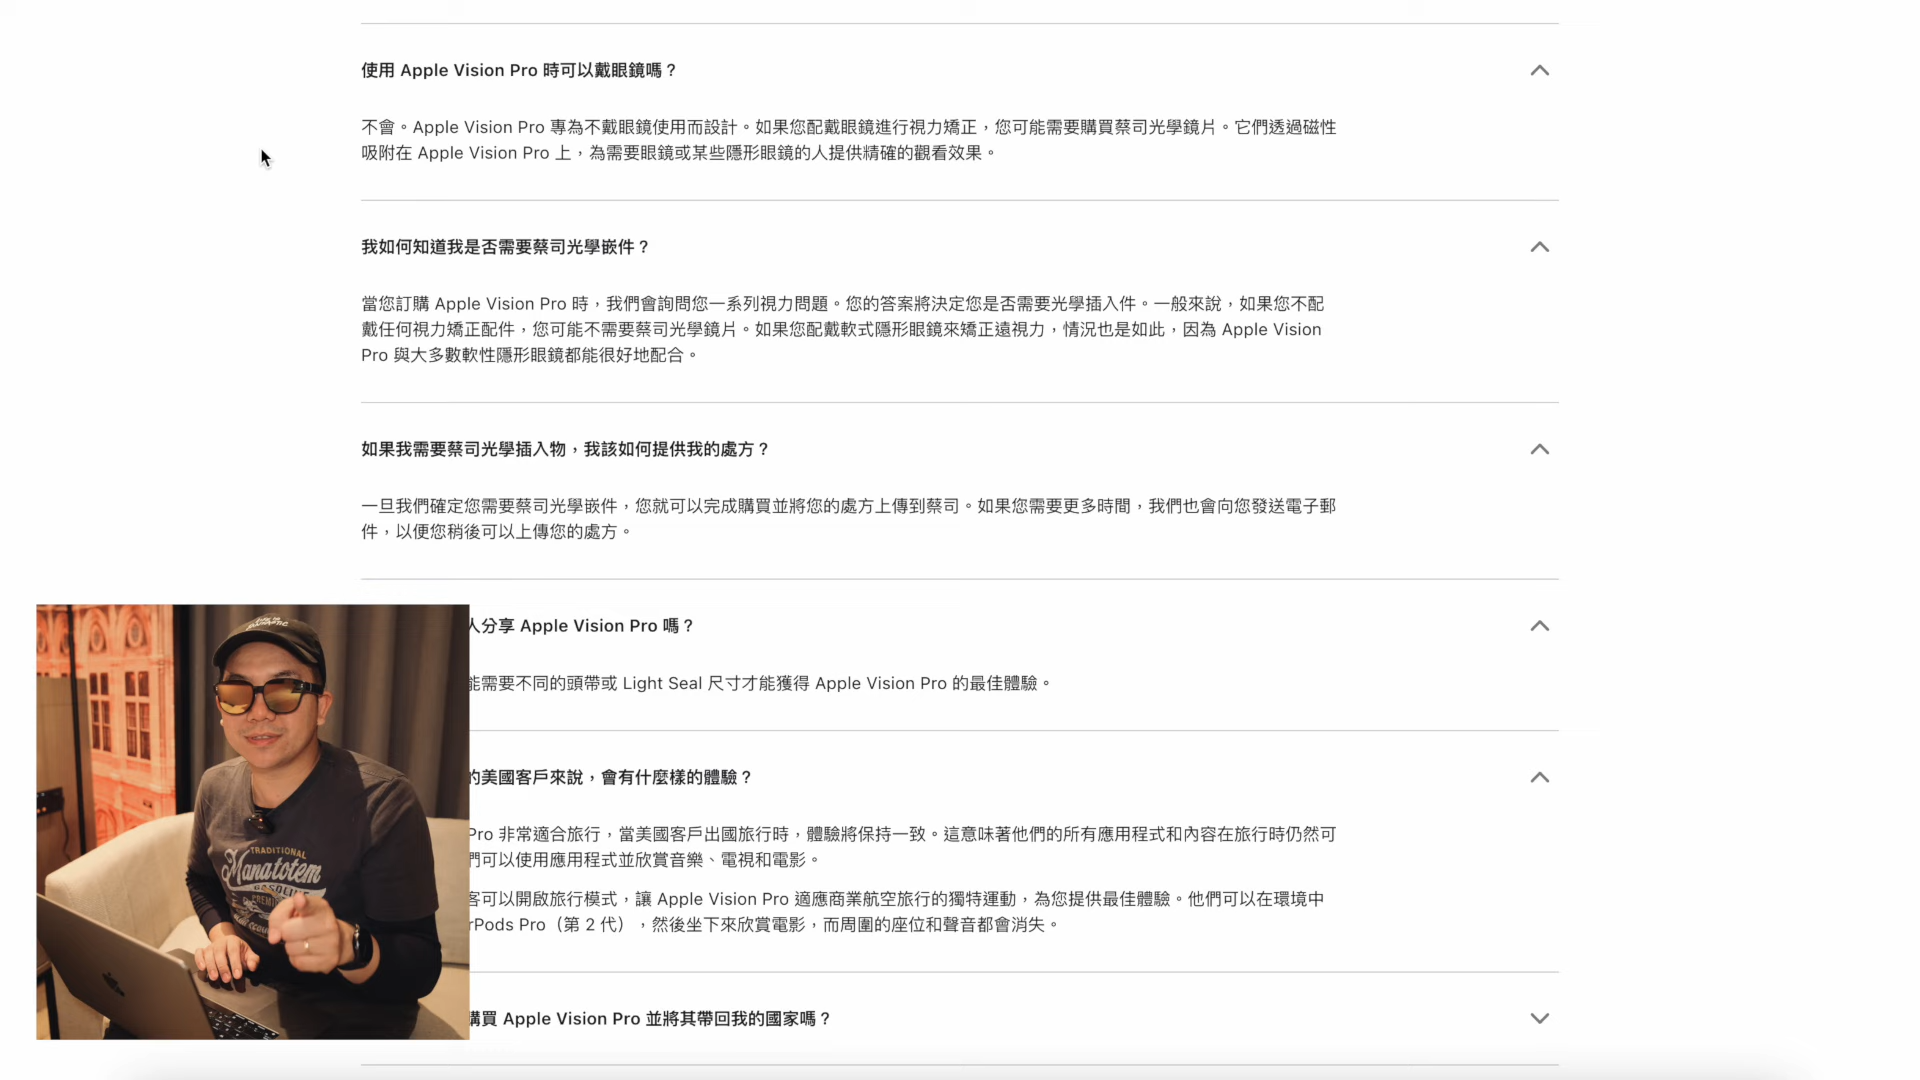 使用 Apple Vision Pro 時可以戴眼鏡嗎？
不會。Apple Vision Pro 專為不戴眼鏡使用而設計。如果您配戴眼鏡進行視力矯正，您可能需要購買蔡司光學鏡片。它們透過磁性
吸附在 Apple Vision Pro 上，為需要眼鏡或某些隱形眼鏡的人提供精確的觀看效果。
我如何知道我是否需要蔡司光學嵌件？
當您訂購 Apple Vision Pro 時，我們會詢問您一系列視力問題。您的答案將決定您是否需要光學插入件。一般來說，如果您不配
戴任何視力矯正配件，您可能不需要蔡司光學鏡片。如果您配戴軟式隱形眼鏡來矯正遠視力，情況也是如此，因為 Apple Vision
Pro 與大多數軟性隱形眼鏡都能很好地配合。
如果我需要蔡司光學插入物，我該如何提供我的處方？
一旦我們確定您需要蔡司光學嵌件，您就可以完成購買並將您的處方上傳到蔡司。如果您需要更多時間，我們也會向您發送電子郵
件，以便您稍後可以上傳您的處方。
人分享 Apple Vision Pro 嗎？
能需要不同的頭帶或 Light Seal 尺寸才能獲得 Apple Vision Pro 的最佳體驗。
的美國客戶來說，會有什麼樣的體驗？
Pro 非常適合旅行，當美國客戶出國旅行時，體驗將保持一致。這意味著他們的所有應用程式和內容在旅行時仍然可
們可以使用應用程式並欣賞音樂、電視和電影。
客可以開啟旅行模式，讓 Apple Vision Pro 適應商業航空旅行的獨特運動，為您提供最佳體驗。他們可以在環境中
rPods Pro（第 2 代），然後坐下來欣賞電影，而周圍的座位和聲音都會消失。
購買 Apple Vision Pro 並將其帶回我的國家嗎？
TRADITIONAL
Manatotem
GASOLINE